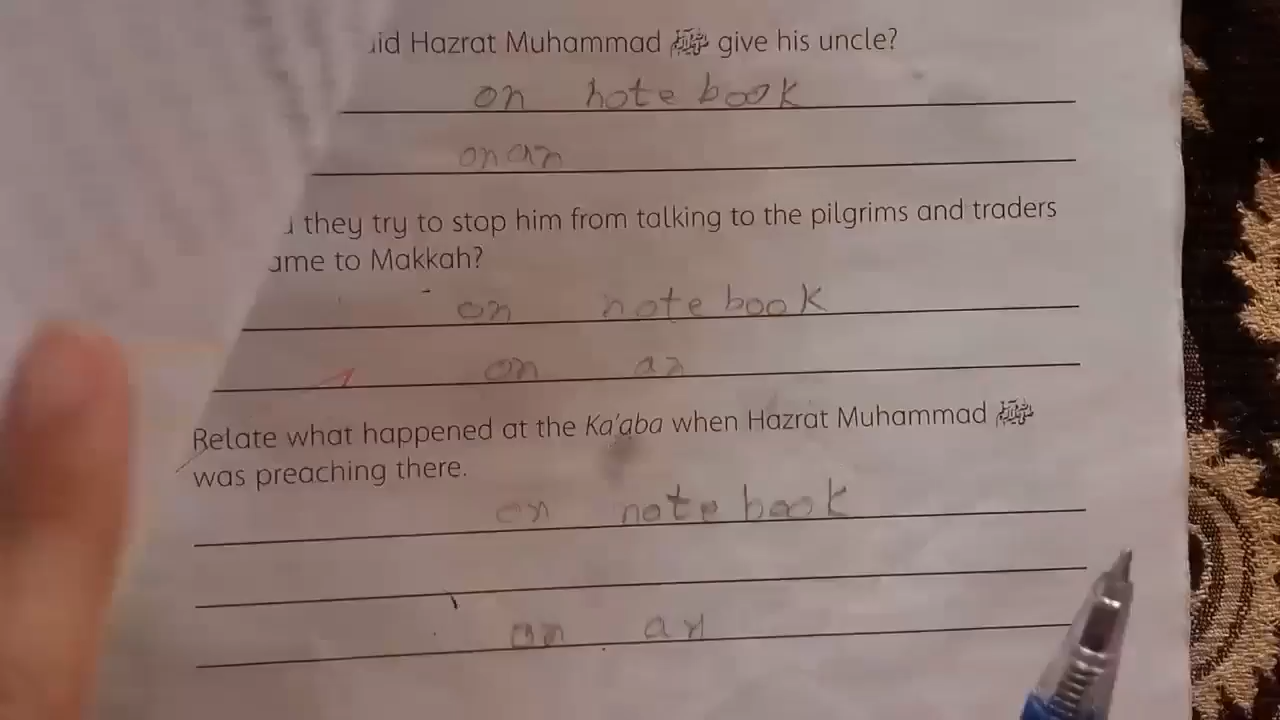 did Hazrat Muhammad ﷺ give his uncle?
on note book
on an
they try to stop him from talking to the pilgrims and traders
came to Makkah?
on note book
on an
Relate what happened at the Ka'aba when Hazrat Muhammad ﷺ
was preaching there.
on note book
on an